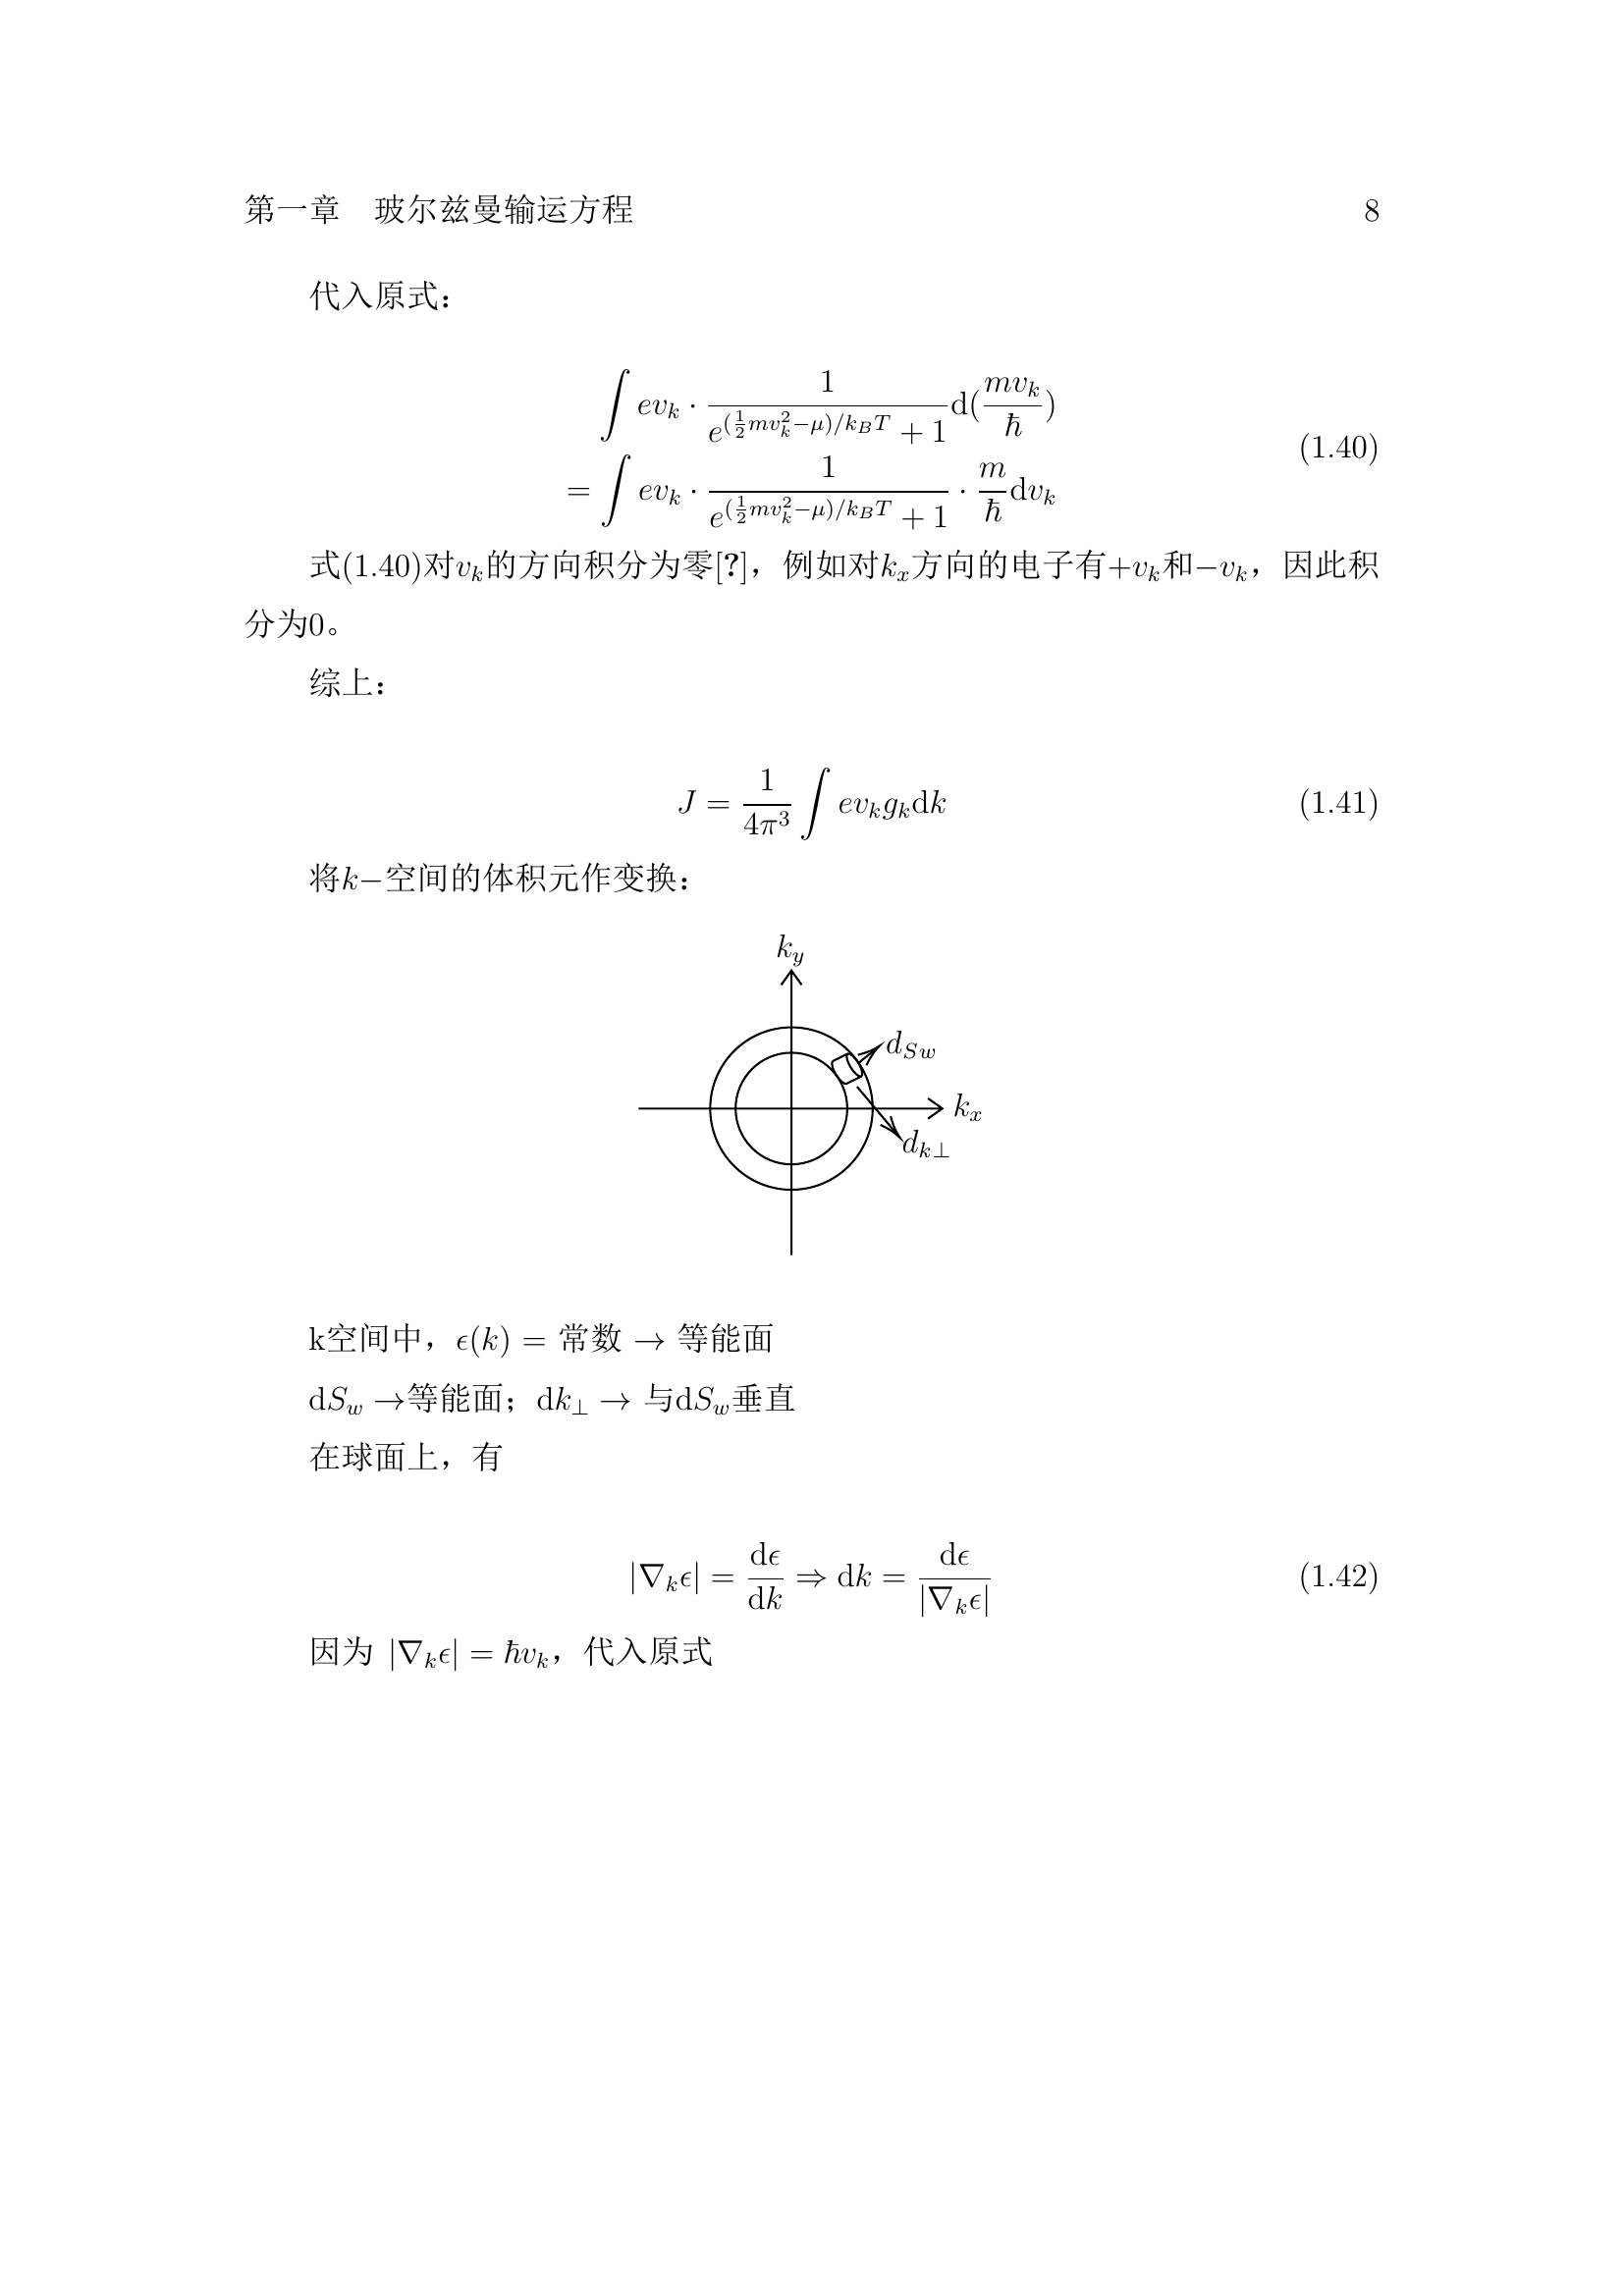 第一章　玻尔兹曼输运方程 8
代入原式：
$$\int ev_k \cdot \frac{1}{e^{(\frac{1}{2}mv_k^2-\mu)/k_BT}+1}\mathrm{d}(\frac{mv_k}{\hbar})$$
$$= \int ev_k \cdot \frac{1}{e^{(\frac{1}{2}mv_k^2-\mu)/k_BT}+1} \cdot \frac{m}{\hbar}\mathrm{d}v_k$$ (1.40)
式(1.40)对$v_k$的方向积分为零[?]，例如对$k_x$方向的电子有$+v_k$和$-v_k$，因此积
分为0。
综上：
$$J = \frac{1}{4\pi^3}\int ev_kg_k\mathrm{d}k$$ (1.41)
将$k-$空间的体积元作变换：
$k_y$
$d_{Sw}$
$k_x$
$d_{k\perp}$
k空间中，$\epsilon(k) =$ 常数 $\rightarrow$ 等能面
$\mathrm{d}S_w \rightarrow$等能面；$\mathrm{d}k_\perp \rightarrow$ 与$\mathrm{d}S_w$垂直
在球面上，有
$$|\nabla_k\epsilon| = \frac{\mathrm{d}\epsilon}{\mathrm{d}k} \Rightarrow \mathrm{d}k = \frac{\mathrm{d}\epsilon}{|\nabla_k\epsilon|}$$ (1.42)
因为 $|\nabla_k\epsilon| = \hbar v_k$，代入原式